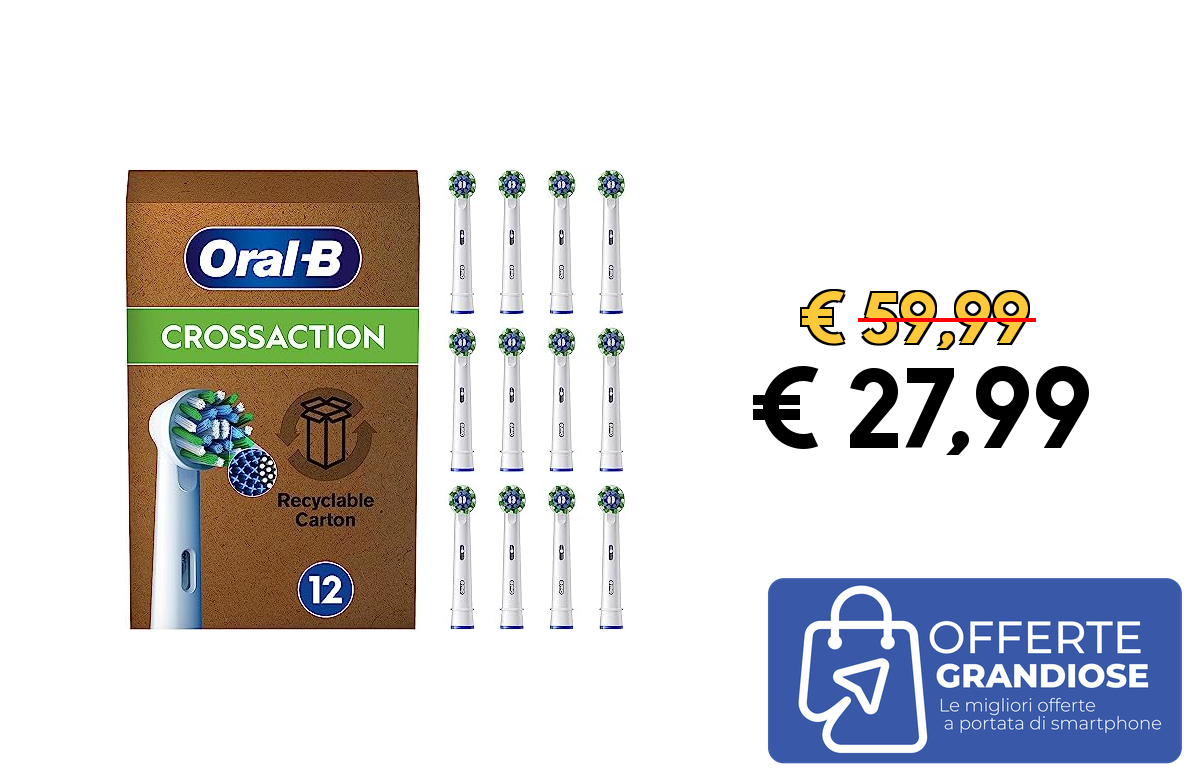 Oral-B
CROSSACTION
Recyclable
Carton
12
€ 59,99
€ 27,99
OFFERTE
GRANDIOSE
Le migliori offerte
a portata di smartphone